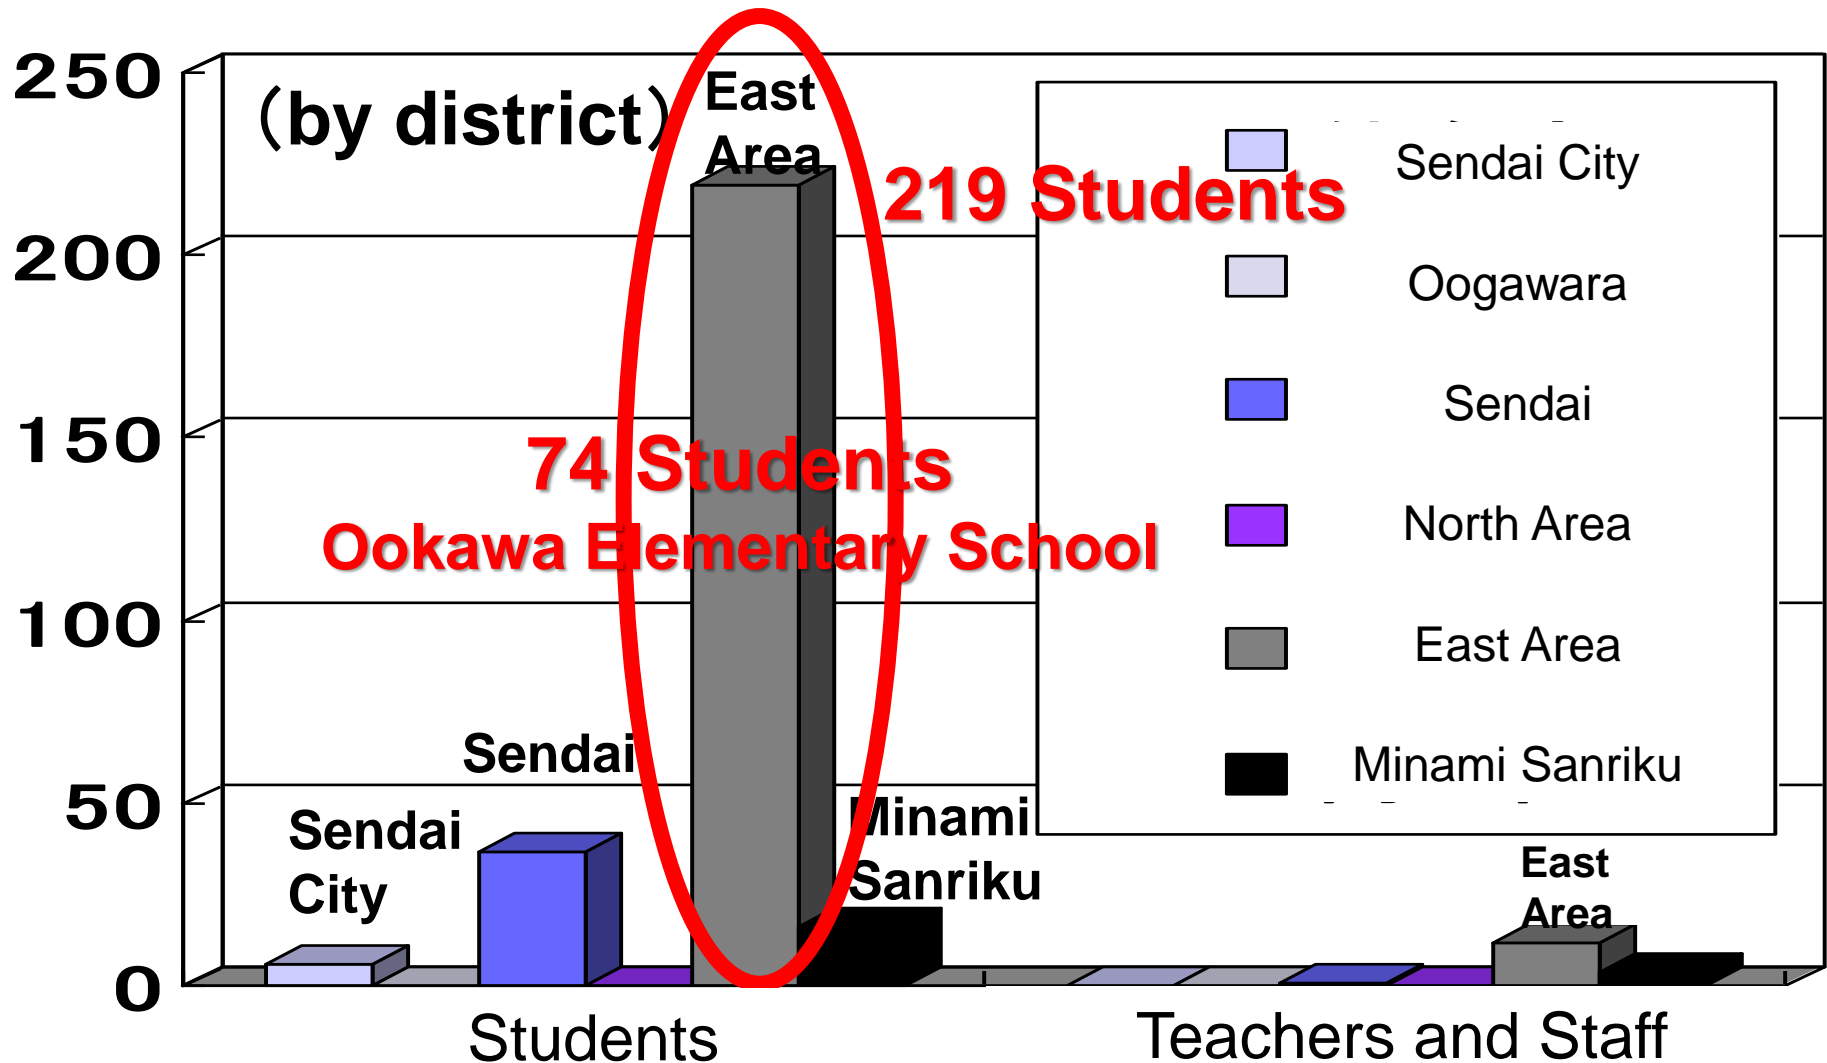 250
200
150
100
50
0
（by district）
East
Area
219 Students
74 Students
Ookawa Elementary School
Sendai
Sendai
City
Minami
Sanriku
East
Area
Sendai City
Oogawara
Sendai
North Area
East Area
Minami Sanriku
Students
Teachers and Staff